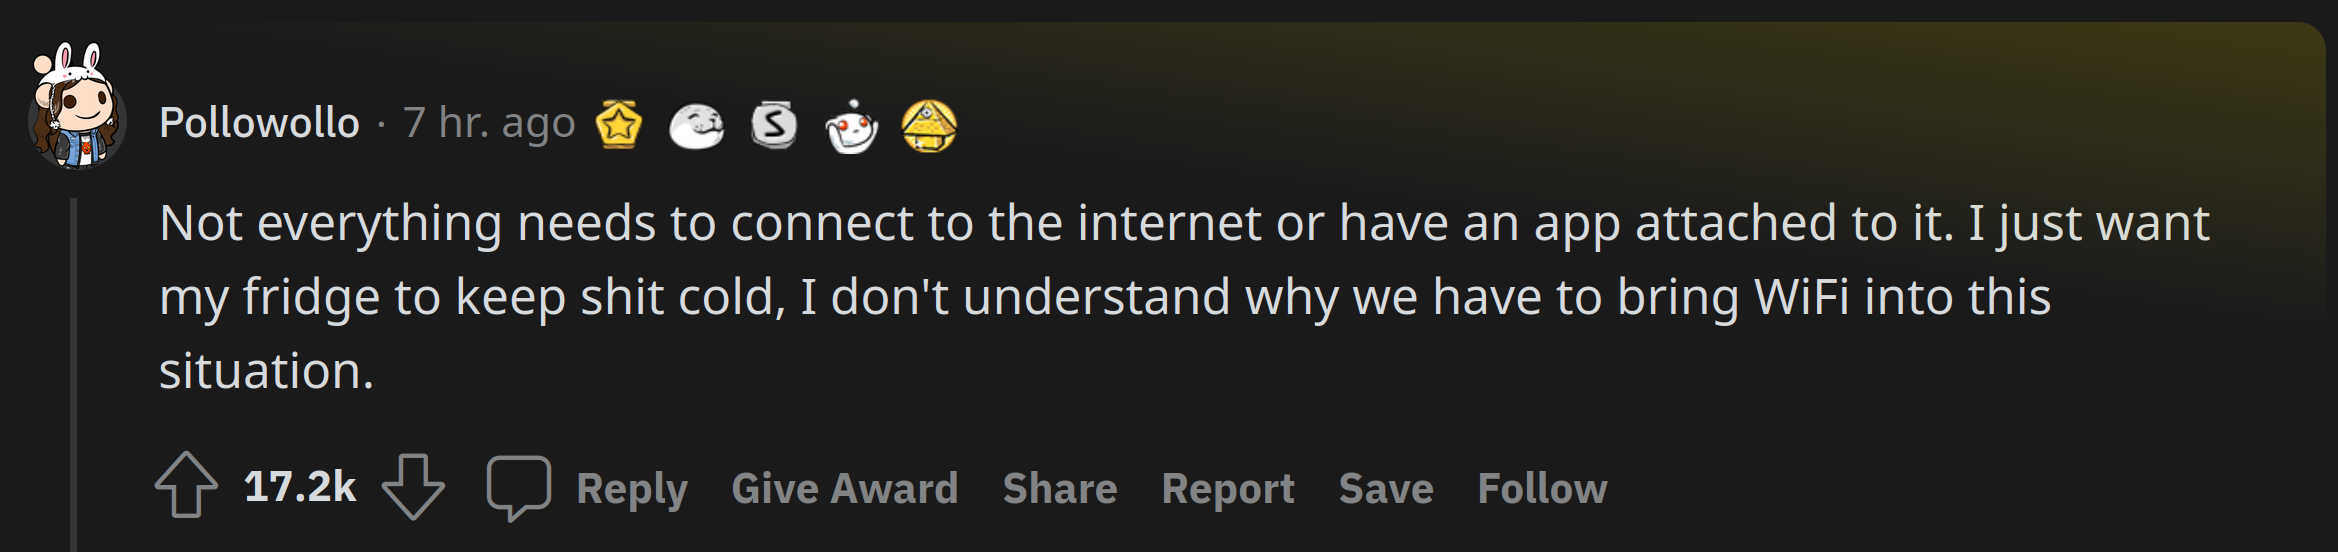 Pollowollo · 7 hr. ago
Not everything needs to connect to the internet or have an app attached to it. I just want
my fridge to keep shit cold, I don't understand why we have to bring WiFi into this
situation.
17.2k Reply Give Award Share Report Save Follow